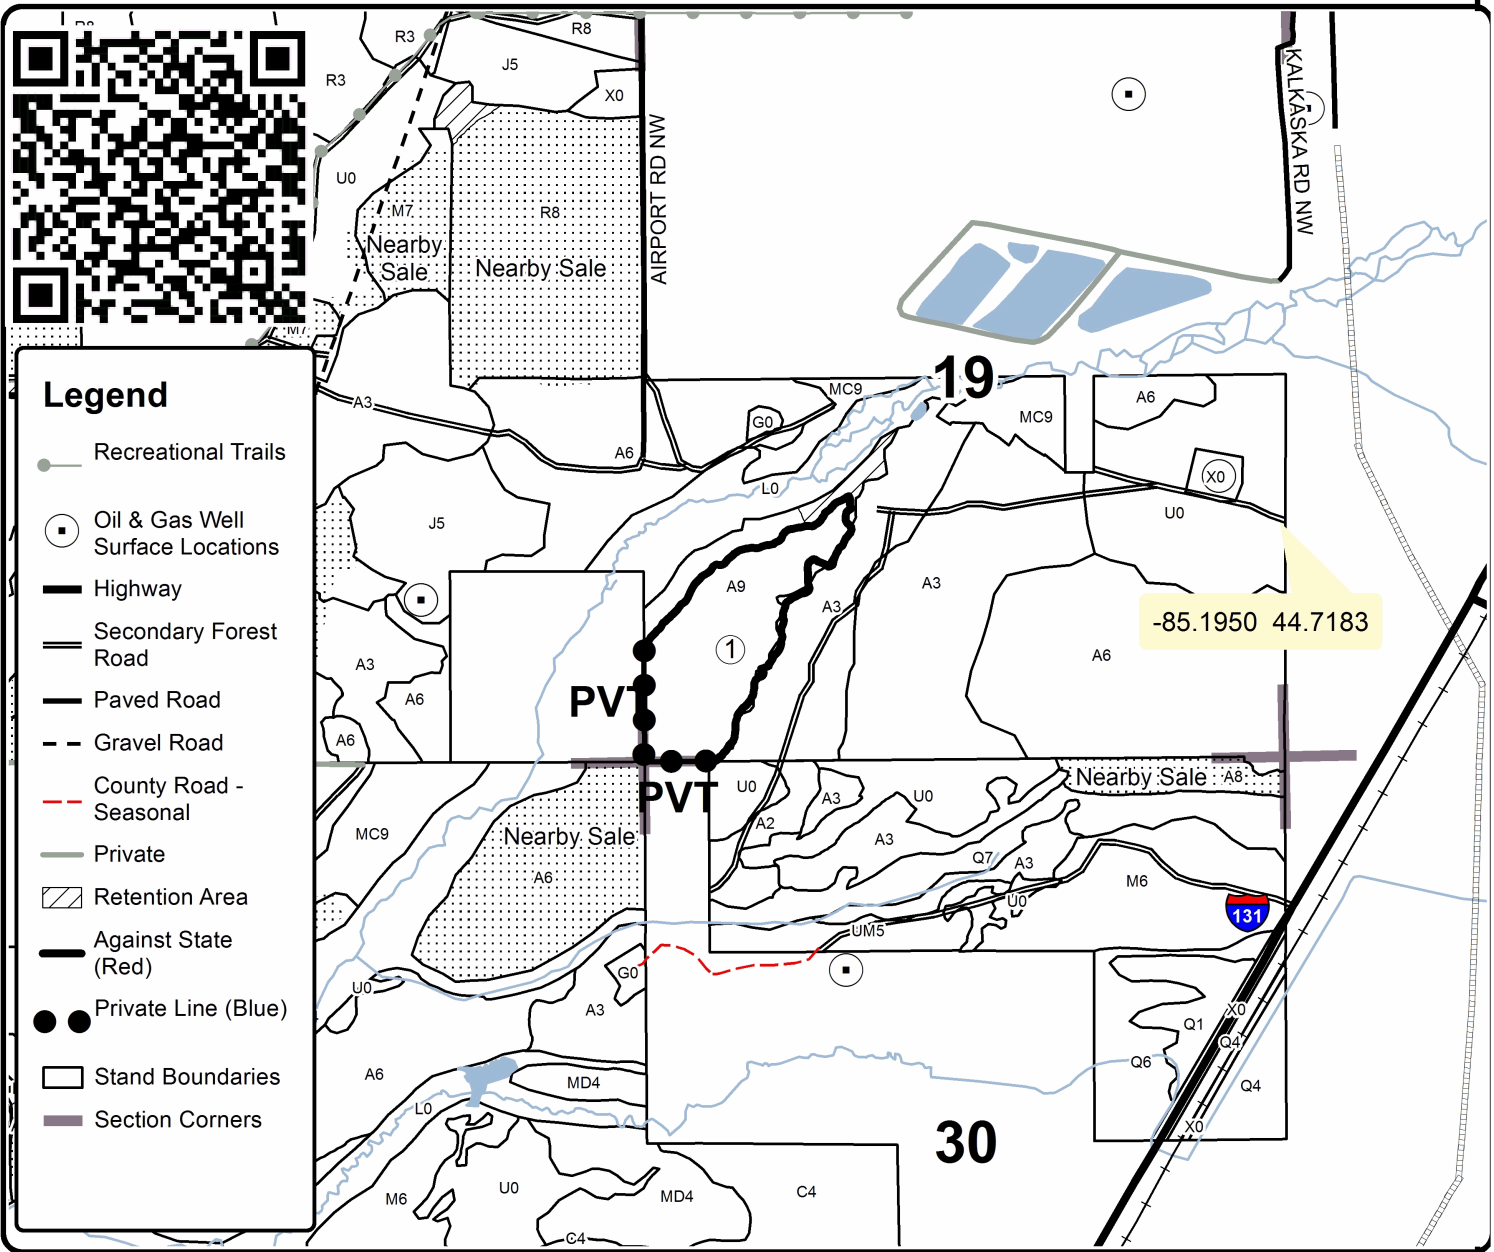 R8
R3
R8
J5
R3
X0
KALKASKA RD NW
AIRPORT RD NW
U0
M7
R8
Nearby
Sale
Nearby Sale
M7
19
Legend
Recreational Trails
Oil & Gas Well
Surface Locations
Highway
Secondary Forest
Road
Paved Road
Gravel Road
County Road -
Seasonal
Private
Retention Area
Against State
(Red)
Private Line (Blue)
Stand Boundaries
Section Corners
A3
MC9
A6
G0
MC9
A6
L0
X0
J5
U0
A9
A3
A3
-85.1950 44.7183
1
A3
A6
A6
PVT
A6
PVT
U0
A3
U0
Nearby Sale
A8
A2
MC9
Nearby Sale
A3
Q7
A3
A6
M6
U0
131
UM5
G0
U0
A3
X0
Q1
Q4
Q6
A6
MD4
Q4
L0
30
X0
M6
U0
MD4
C4
C4